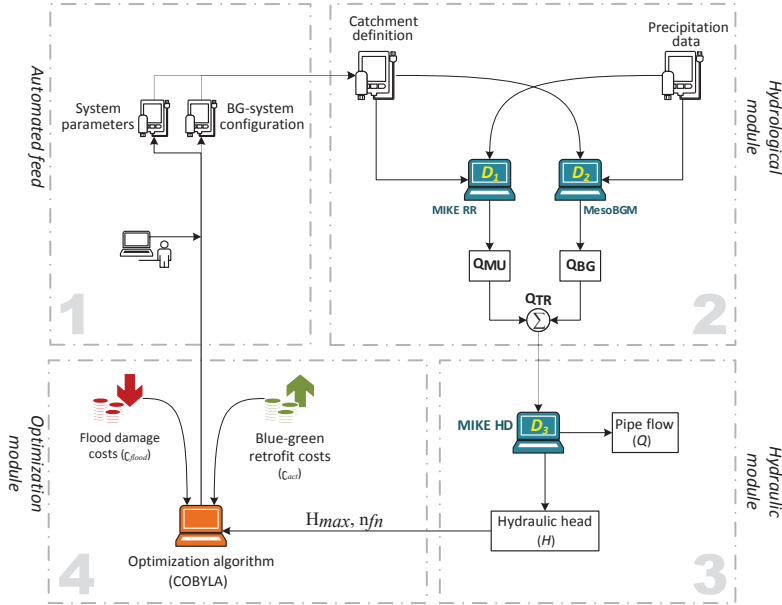 Automated feed
System
parameters
BG-system
configuration
1
Catchment
definition
Precipitation
data
Hydrological
module
D1
D2
MIKE RR
MesoBGM
QMU
QBG
QTR
Σ
2
Optimization
module
Flood damage
costs (Cflood)
Blue-green
retrofit costs
(Cact)
Optimization algorithm
(COBYLA)
4
Hmax, nfn
MIKE HD
D3
Pipe flow
(Q)
Hydraulic head
(H)
3
Hydraulic
module